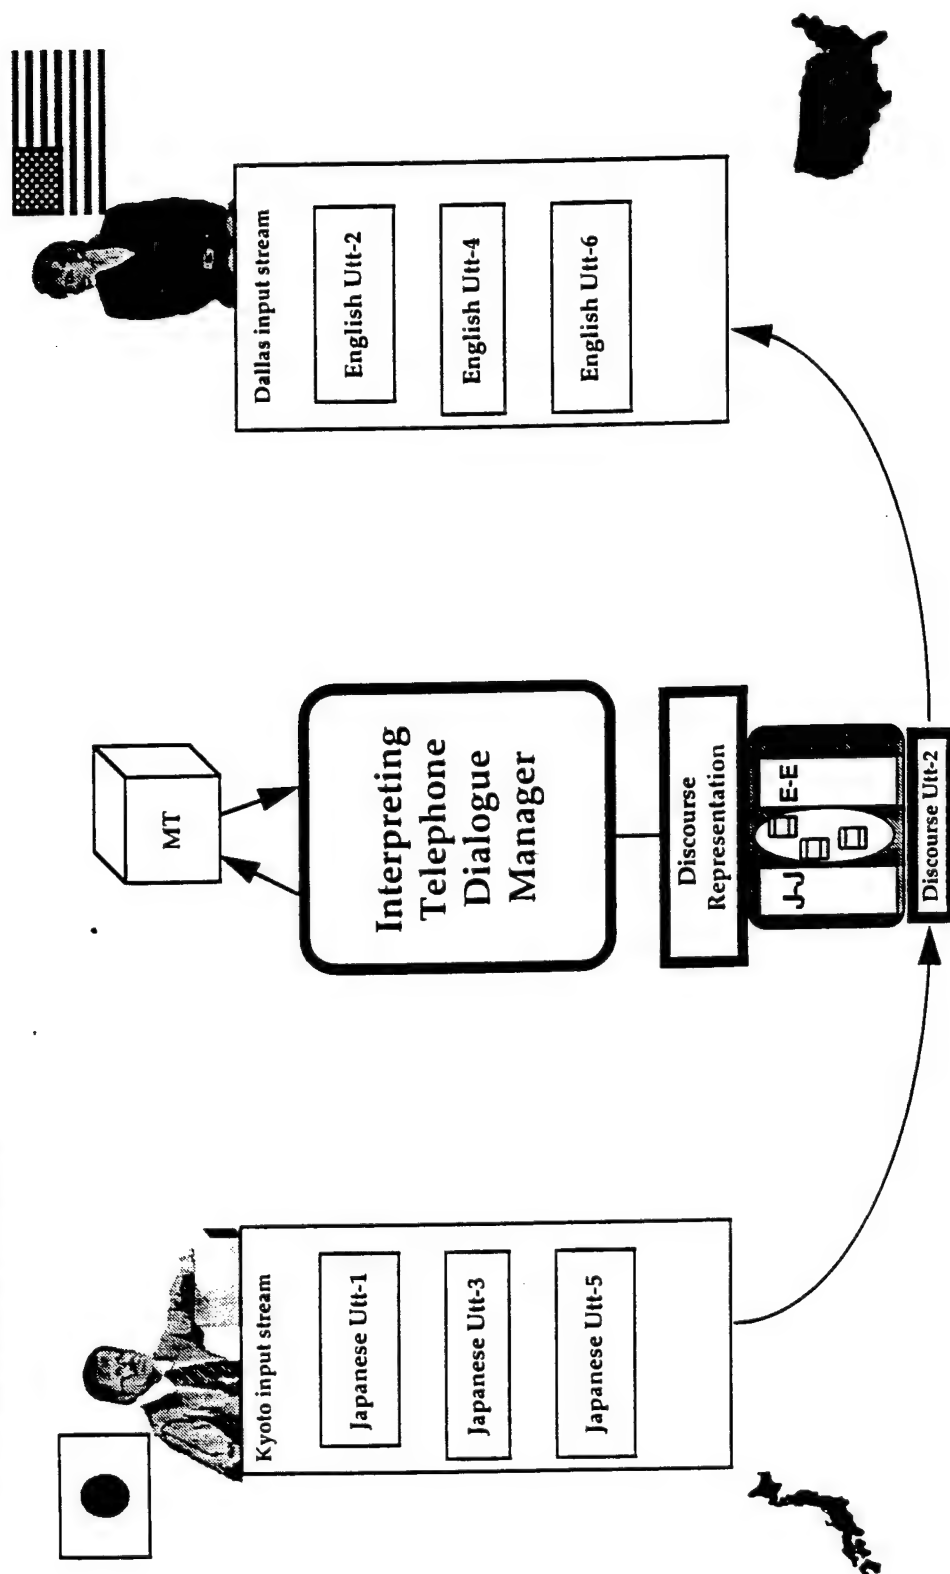 Kyoto input stream
Japanese Utt-1
Japanese Utt-3
Japanese Utt-5
MT
Interpreting
Telephone
Dialogue
Manager
Discourse
Representation
J-J
E-E
Discourse Utt-2
Dallas input stream
English Utt-2
English Utt-4
English Utt-6